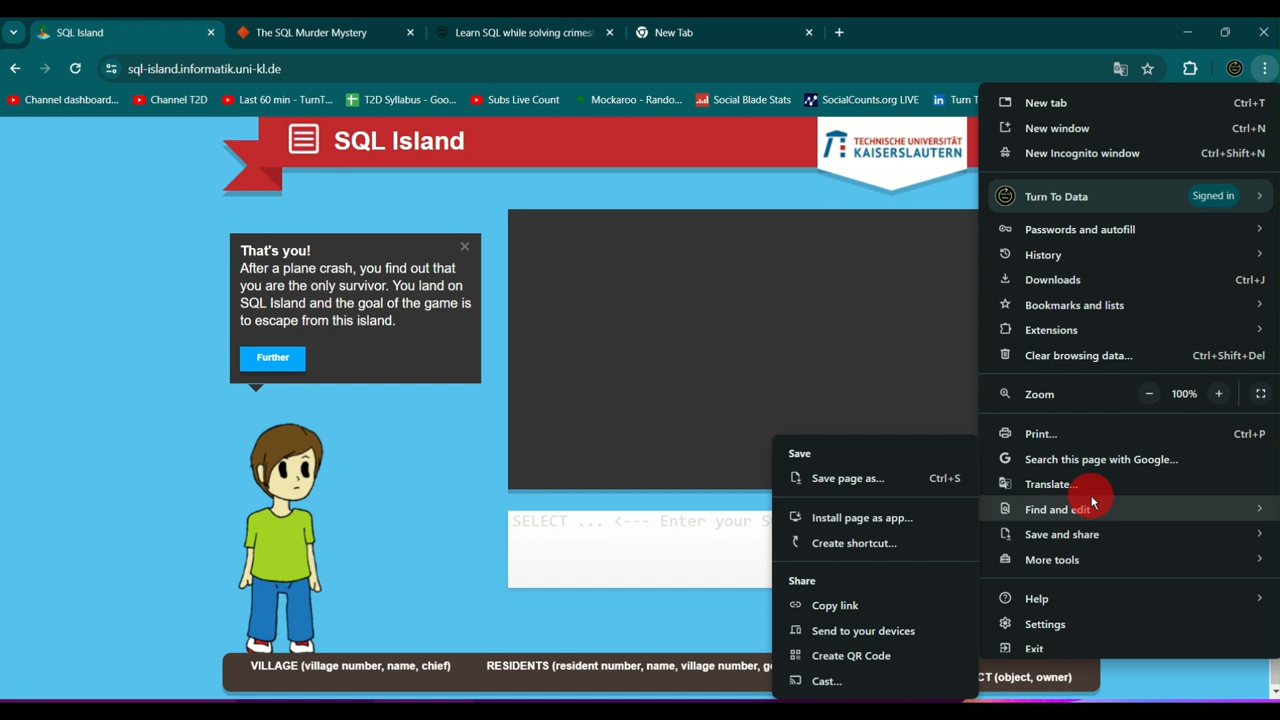 SQL Island
The SQL Murder Mystery
Learn SQL while solving crimes
New Tab
sql-island.informatik.uni-kl.de
Channel dashboard...
Channel T2D
Last 60 min - TurnT...
T2D Syllabus - Goo...
Subs Live Count
Mockaroo - Rando...
Social Blade Stats
SocialCounts.org LIVE
in Turn T
SQL Island
TECHNISCHE UNIVERSITÄT
KAISERSLAUTERN
That's you!
After a plane crash, you find out that
you are the only survivor. You land on
SQL Island and the goal of the game is
to escape from this island.
Further
SELECT ... <--- Enter your S
VILLAGE (village number, name, chief)
RESIDENTS (resident number, name, village number, g
CT (object, owner)
New tab Ctrl+T
New window Ctrl+N
New Incognito window Ctrl+Shift+N
Turn To Data Signed in
Passwords and autofill
History
Downloads Ctrl+J
Bookmarks and lists
Extensions
Clear browsing data... Ctrl+Shift+Del
Zoom − 100% +
Print... Ctrl+P
Search this page with Google...
Translate...
Find and edit
Save and share
More tools
Help
Settings
Exit
Save
Save page as... Ctrl+S
Install page as app...
Create shortcut...
Share
Copy link
Send to your devices
Create QR Code
Cast...